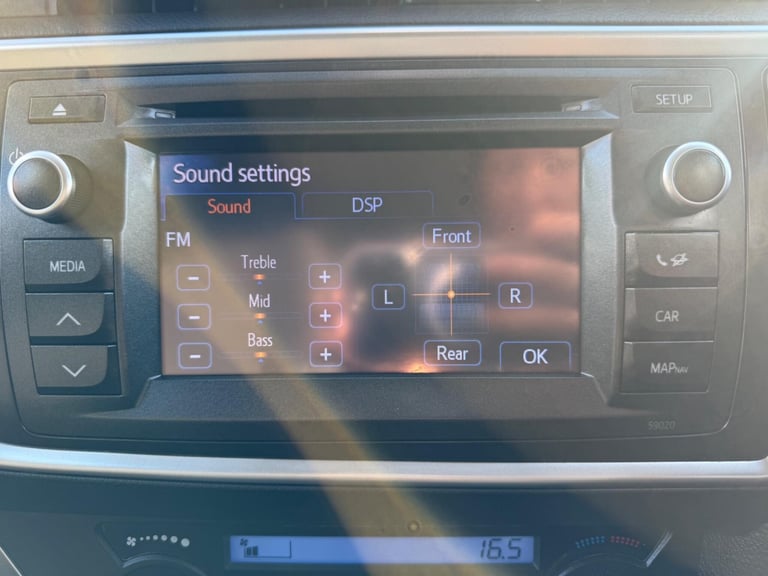 SETUP
Sound settings
Sound
DSP
FM
Front
Treble
- +
L
R
Mid
- +
Bass
- +
Rear
OK
MEDIA
CAR
MAP NAV
59020
16.5